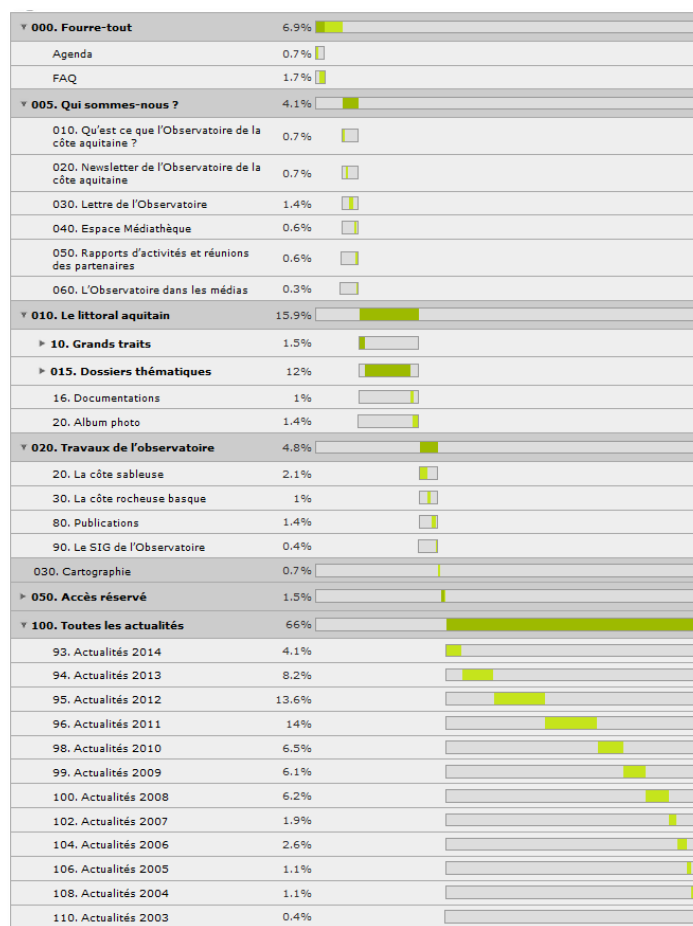 000. Fourre-tout 6.9%
Agenda 0.7%
FAQ 1.7%
005. Qui sommes-nous ? 4.1%
010. Qu'est ce que l'Observatoire de la
côte aquitaine ? 0.7%
020. Newsletter de l'Observatoire de la
côte aquitaine 0.7%
030. Lettre de l'Observatoire 1.4%
040. Espace Médiathèque 0.6%
050. Rapports d'activités et réunions
des partenaires 0.6%
060. L'Observatoire dans les médias 0.3%
010. Le littoral aquitain 15.9%
10. Grands traits 1.5%
015. Dossiers thématiques 12%
16. Documentations 1%
20. Album photo 1.4%
020. Travaux de l'observatoire 4.8%
20. La côte sableuse 2.1%
30. La côte rocheuse basque 1%
80. Publications 1.4%
90. Le SIG de l'Observatoire 0.4%
030. Cartographie 0.7%
050. Accès réservé 1.5%
100. Toutes les actualités 66%
93. Actualités 2014 4.1%
94. Actualités 2013 8.2%
95. Actualités 2012 13.6%
96. Actualités 2011 14%
98. Actualités 2010 6.5%
99. Actualités 2009 6.1%
100. Actualités 2008 6.2%
102. Actualités 2007 1.9%
104. Actualités 2006 2.6%
106. Actualités 2005 1.1%
108. Actualités 2004 1.1%
110. Actualités 2003 0.4%